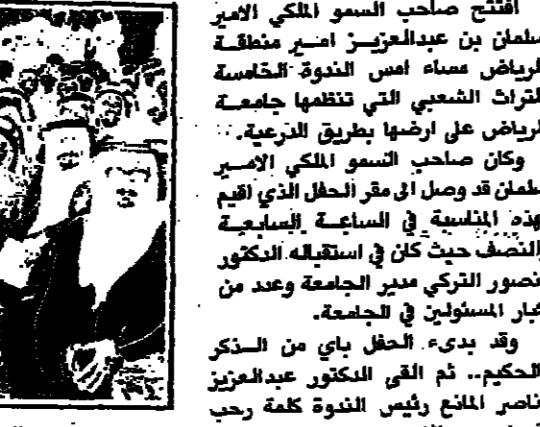 افتتح صاحب السمو الملكي الامير
سلمان بن عبدالعزيز امير منطقة
الرياض مساء امس الندوة الخامسة
للتراث الشعبي التي تنظمها جامعة
الرياض على ارضها بطريق الدرعية.
وكان صاحب السمو الملكي الامير
سلمان قد وصل الى مقر الحفل الذي اقيم
بهذه المناسبة في الساعة السابعة
والنصف حيث كان في استقباله الدكتور
منصور التركي مدير الجامعة وعدد من
كبار المسئولين في الجامعة.
وقد بدىء الحفل باي من الذكر
الحكيم.. ثم القى الدكتور عبدالعزيز
ناصر المانع رئيس الندوة كلمة رحب